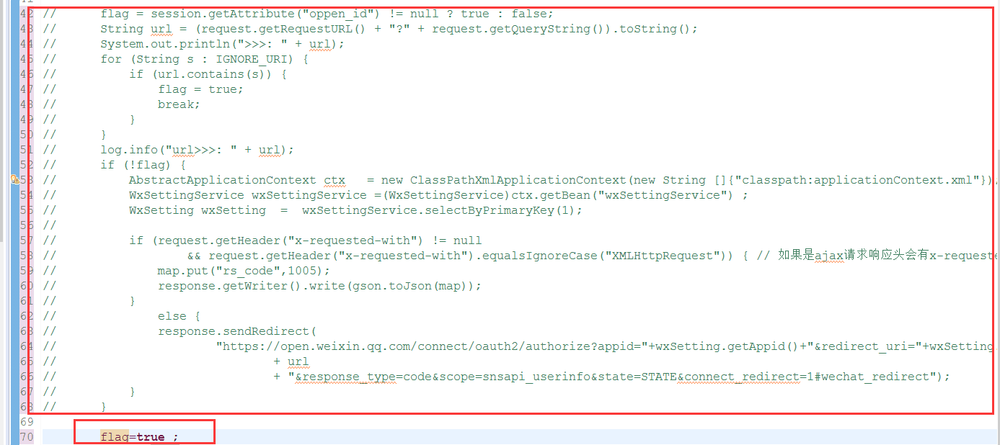 41
42 //      flag = session.getAttribute("oppen_id") != null ? true : false;
43 //      String url = (request.getRequestURL() + "?" + request.getQueryString()).toString();
44 //      System.out.println(">>>: " + url);
45 //      for (String s : IGNORE_URI) {
46 //          if (url.contains(s)) {
47 //              flag = true;
48 //              break;
49 //          }
50 //      }
51 //      log.info("url>>>: " + url);
52 //      if (!flag) {
53 //          AbstractApplicationContext ctx   = new ClassPathXmlApplicationContext(new String []{"classpath:applicationContext.xml"})
54 //          WxSettingService wxSettingService =(WxSettingService)ctx.getBean("wxSettingService") ;
55 //          WxSetting wxSetting  =  wxSettingService.selectByPrimaryKey(1);
56 //
57 //          if (request.getHeader("x-requested-with") != null
58 //                  && request.getHeader("x-requested-with").equalsIgnoreCase("XMLHttpRequest")) { // 如果是ajax请求响应头会有x-requeste
59 //              map.put("rs_code",1005);
60 //              response.getWriter().write(gson.toJson(map));
61 //          }
62 //              else {
63 //              response.sendRedirect(
64 //                      "https://open.weixin.qq.com/connect/oauth2/authorize?appid="+wxSetting.getAppid()+"&redirect_uri="+wxSetting
65 //                              + url
66 //                              + "&response_type=code&scope=snsapi_userinfo&state=STATE&connect_redirect=1#wechat_redirect");
67 //          }
68 //      }
69
70         flag=true ;